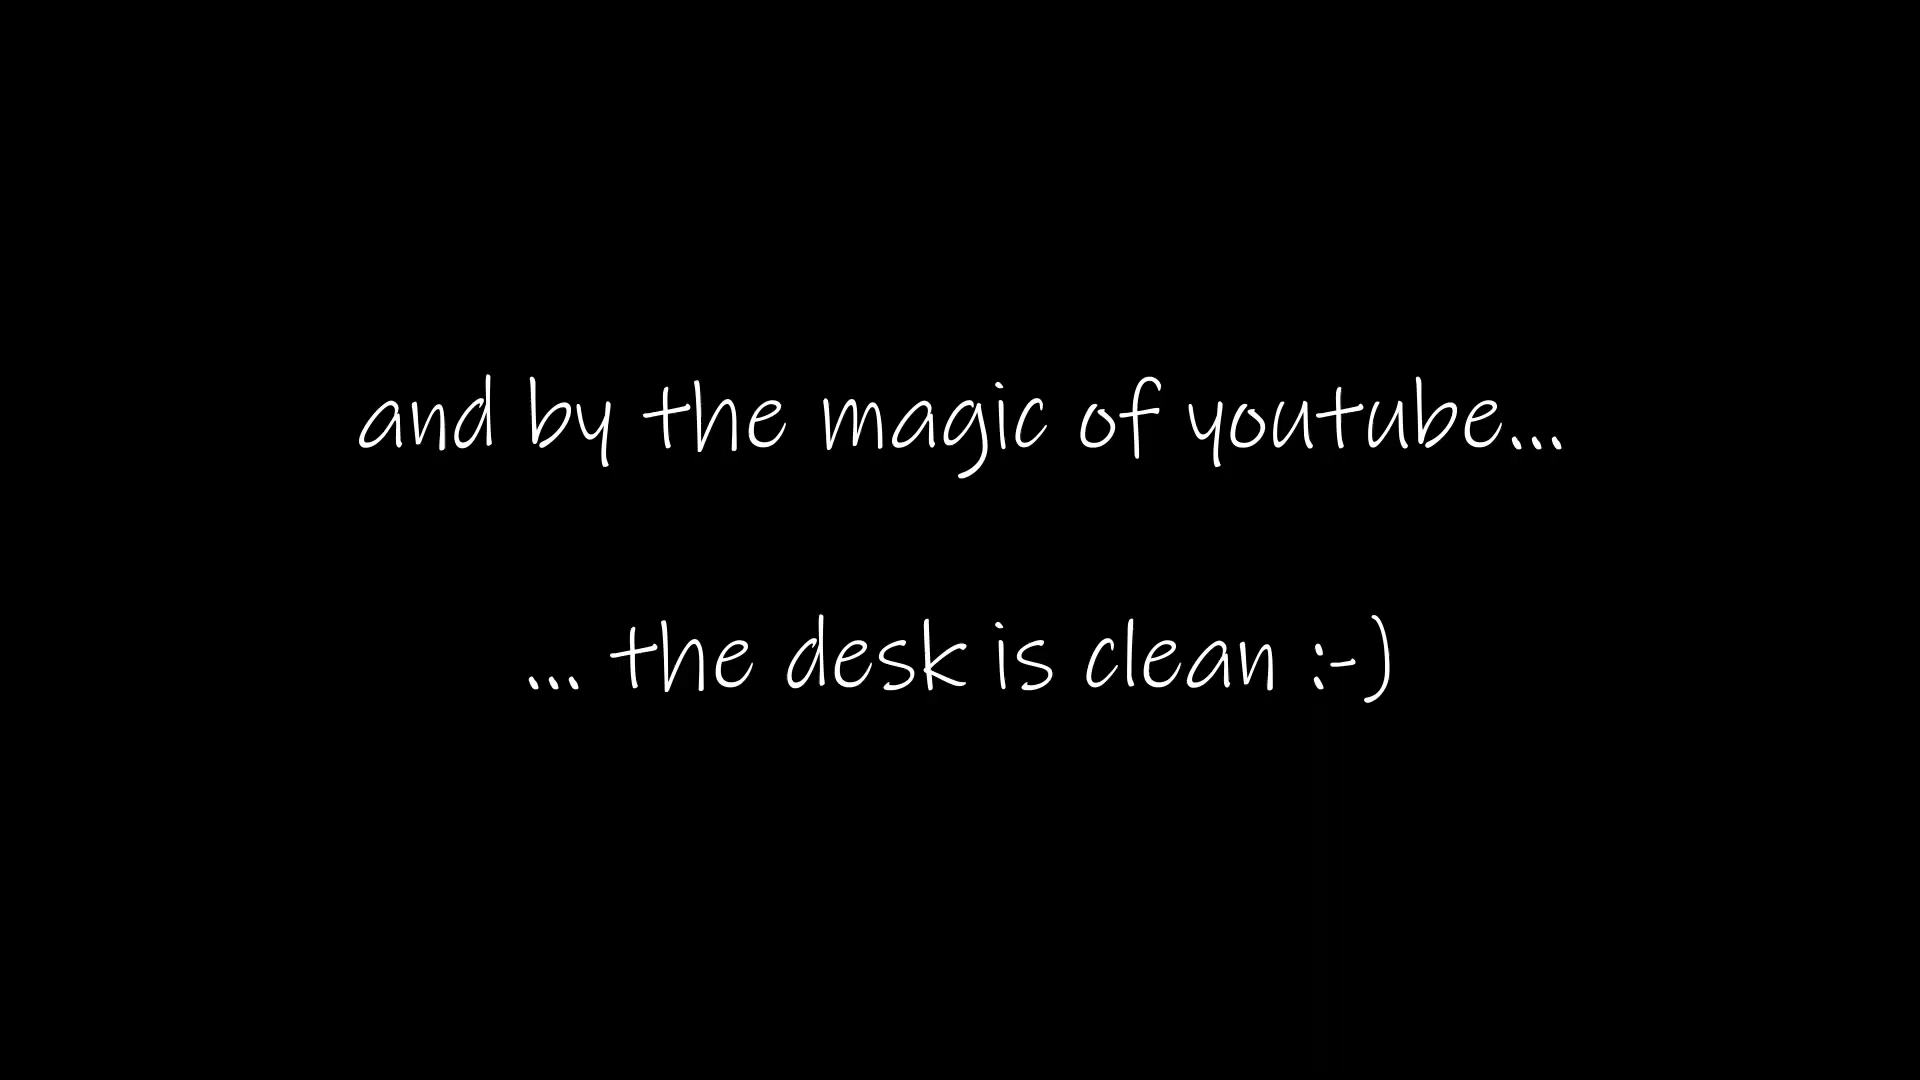 and by the magic of youtube...
... the desk is clean :-)